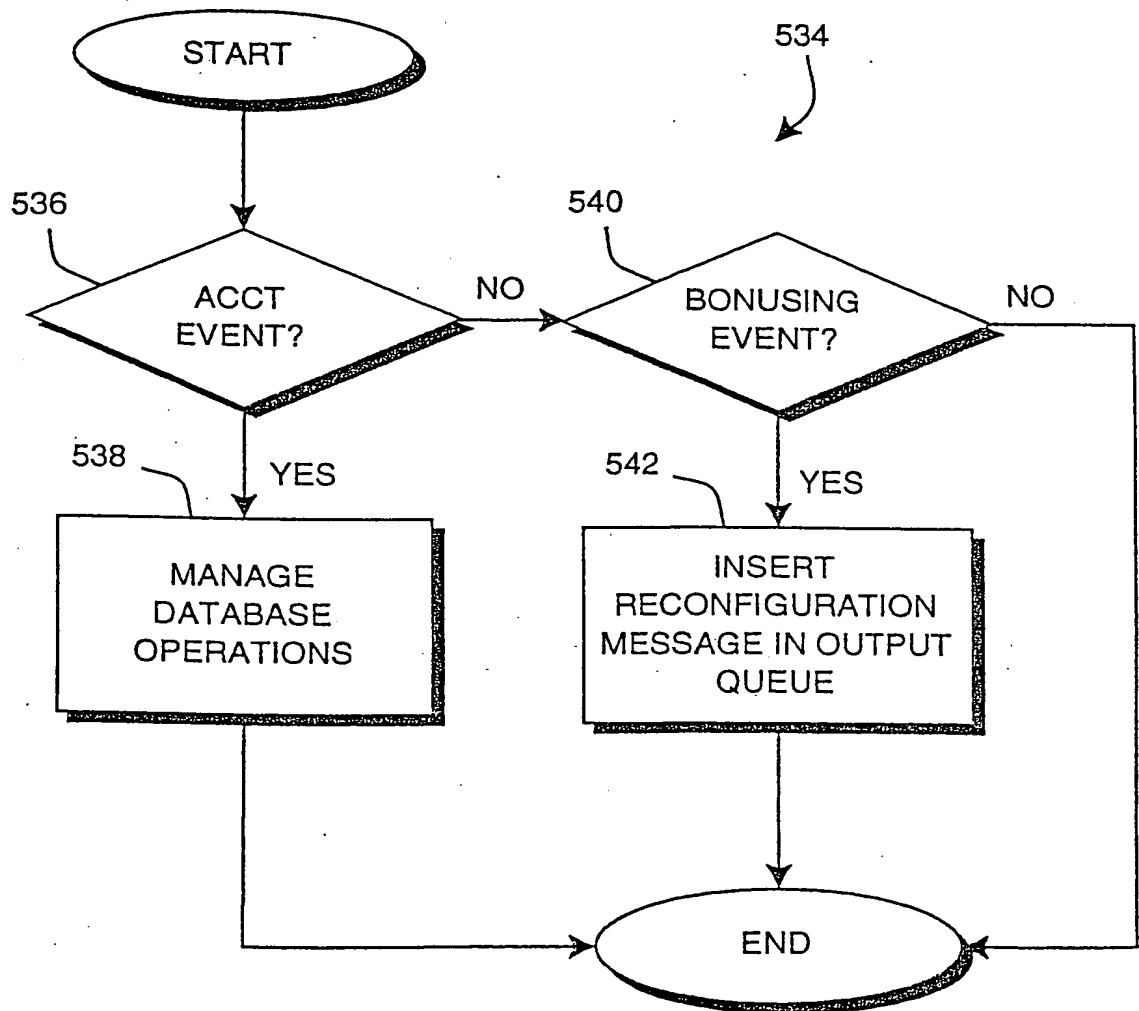 START
534
536
ACCT
EVENT?
NO
540
BONUSING
EVENT?
NO
538
YES
MANAGE
DATABASE
OPERATIONS
542
YES
INSERT
RECONFIGURATION
MESSAGE IN OUTPUT
QUEUE
END